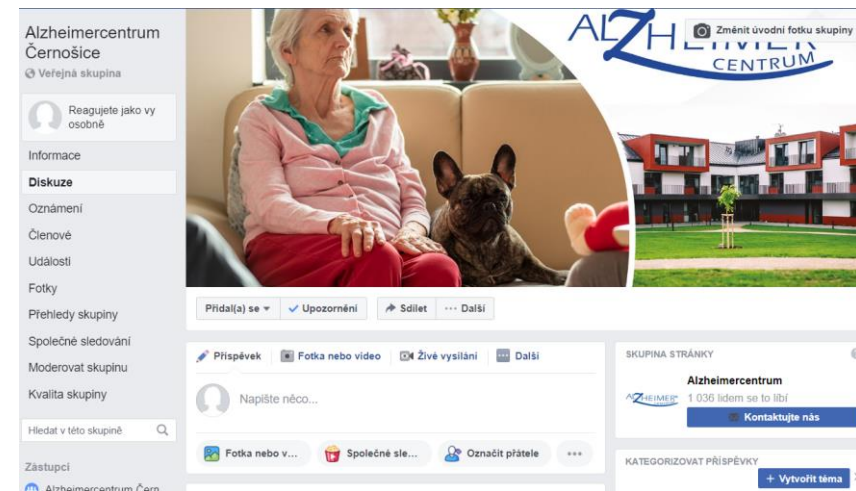 Alzheimercentrum
Černošice
Veřejná skupina
Reagujete jako vy
osobně
Informace
Diskuze
Oznámení
Členové
Události
Fotky
Přehledy skupiny
Společné sledování
Moderovat skupinu
Kvalita skupiny
Hledat v této skupině
Zástupci
Alzheimercentrum Čern...
ALZHEIMER
CENTRUM
Změnit úvodní fotku skupiny
Přidal(a) se
Upozornění
Sdílet
Další
Příspěvek
Fotka nebo video
Živé vysílání
Další
Napište něco...
Fotka nebo v...
Společné sle...
Označit přátele
SKUPINA STRÁNKY
Alzheimercentrum
ALZHEIMER
1 036 lidem se to líbí
Kontaktujte nás
KATEGORIZOVAT PŘÍSPĚVKY
+ Vytvořit téma